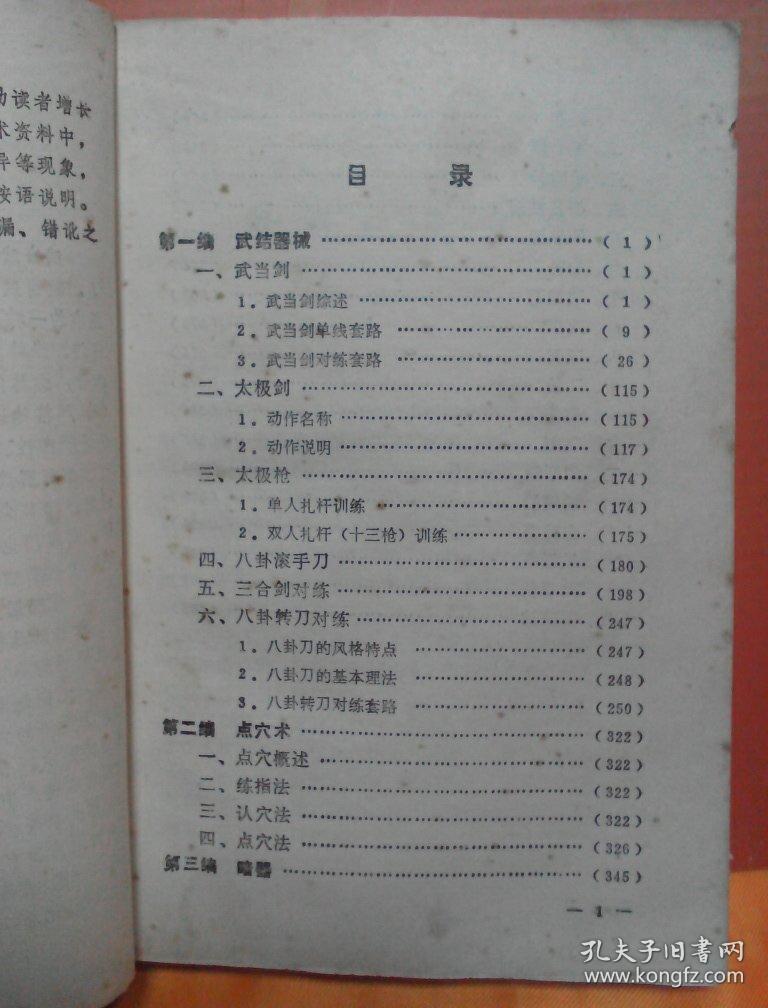 读者增长
术资料中，
异等现象，
按语说明。
漏、错讹之
目 录
第一编 武结器械……………………………（1）
一、武当剑……………………………（1）
1．武当剑综述……………………………（1）
2．武当剑单线套路……………………………（9）
3．武当剑对练套路……………………………（26）
二、太极剑……………………………（115）
1．动作名称……………………………（115）
2．动作说明……………………………（117）
三、太极枪……………………………（174）
1．单人扎杆训练……………………………（174）
2．双人扎杆（十三枪）训练……………………………（175）
四、八卦滚手刀……………………………（180）
五、三合剑对练……………………………（198）
六、八卦转刀对练……………………………（247）
1．八卦刀的风格特点……………………………（247）
2．八卦刀的基本理法……………………………（248）
3．八卦转刀对练套路……………………………（250）
第二编 点穴术……………………………（322）
一、点穴概述……………………………（322）
二、练指法……………………………（322）
三、认穴法……………………………（322）
四、点穴法……………………………（326）
第三编 暗器……………………………（345）
— 1 —
孔夫子旧书网
www.kongfz.com